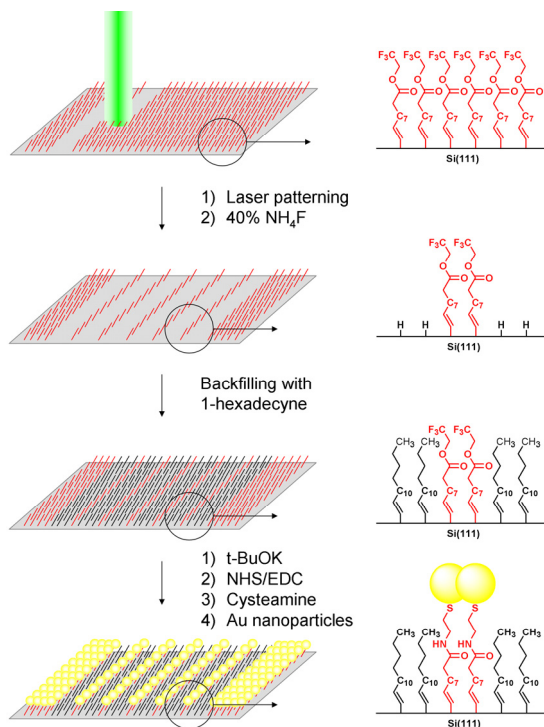 F₃C F₃C F₃C F₃C F₃C F₃C
O O O O O O
O O O O O O
C₇ C₇ C₇ C₇ C₇ C₇
Si(111)
1) Laser patterning
2) 40% NH₄F
F₃C F₃C
O O
O O
C₇ C₇
H H H H
Si(111)
Backfilling with
1-hexadecyne
F₃C F₃C
CH₃ CH₃ O O CH₃ CH₃
O O
C₁₀ C₁₀ C₇ C₇ C₁₀ C₁₀
Si(111)
1) t-BuOK
2) NHS/EDC
3) Cysteamine
4) Au nanoparticles
S S
CH₃ CH₃ HN HN CH₃ CH₃
O O
C₁₀ C₁₀ C₇ C₇ C₁₀ C₁₀
Si(111)